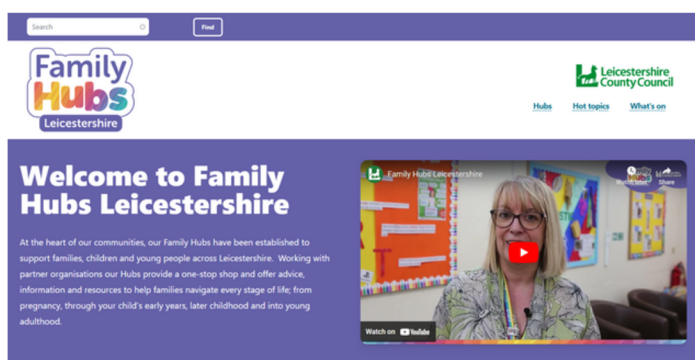 Search
Find
Family
Hubs
Leicestershire
Leicestershire
County Council
Hubs
Hot topics
What's on
Welcome to Family
Hubs Leicestershire
At the heart of our communities, our Family Hubs have been established to
support families, children and young people across Leicestershire. Working with
partner organisations our Hubs provide a one-stop shop and offer advice,
information and resources to help families navigate every stage of life; from
pregnancy, through your child's early years, later childhood and into young
adulthood.
Family Hubs Leicestershire
Watch later
Share
Watch on YouTube